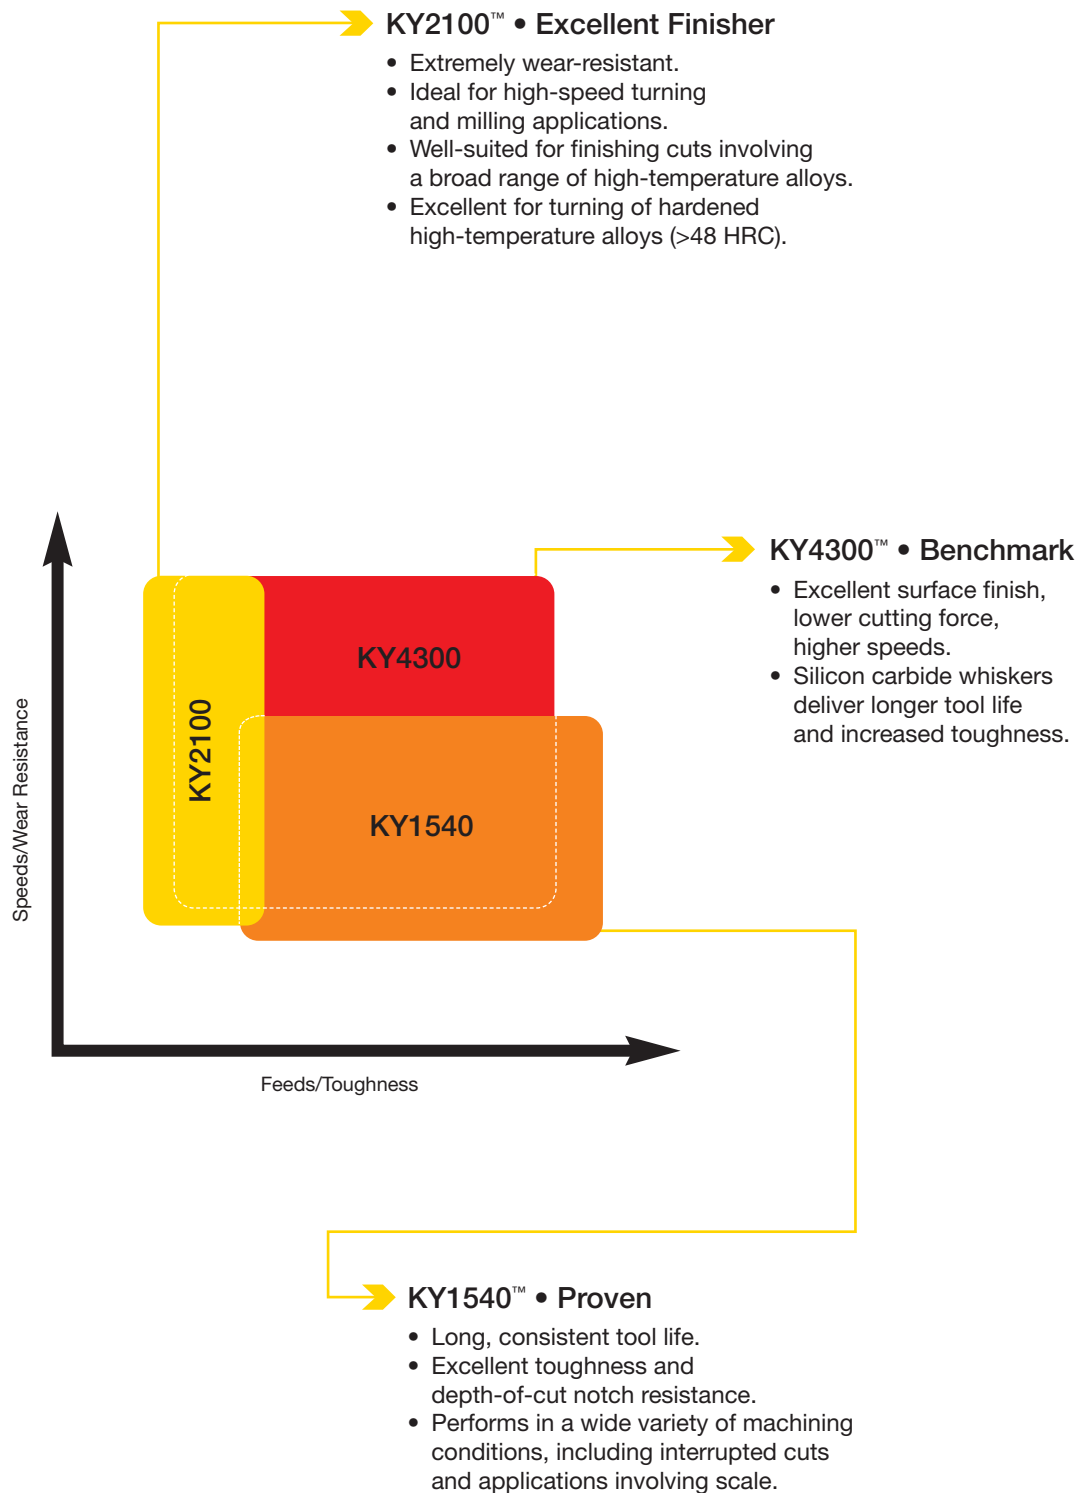 KY2100™ • Excellent Finisher
• Extremely wear-resistant.
• Ideal for high-speed turning
and milling applications.
• Well-suited for finishing cuts involving
a broad range of high-temperature alloys.
• Excellent for turning of hardened
high-temperature alloys (>48 HRC).
KY4300™ • Benchmark
• Excellent surface finish,
lower cutting force,
higher speeds.
• Silicon carbide whiskers
deliver longer tool life
and increased toughness.
Speeds/Wear Resistance
KY2100
KY4300
KY1540
Feeds/Toughness
KY1540™ • Proven
• Long, consistent tool life.
• Excellent toughness and
depth-of-cut notch resistance.
• Performs in a wide variety of machining
conditions, including interrupted cuts
and applications involving scale.